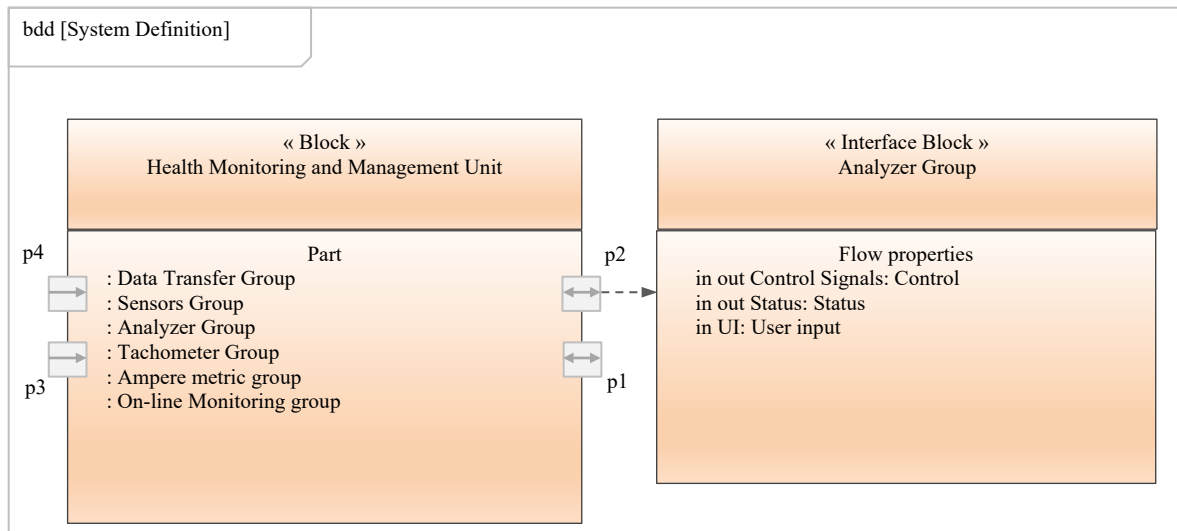 bdd [System Definition]
« Block »
Health Monitoring and Management Unit
« Interface Block »
Analyzer Group
p4
Part
: Data Transfer Group
: Sensors Group
: Analyzer Group
: Tachometer Group
: Ampere metric group
: On-line Monitoring group
p3
p2
p1
Flow properties
in out Control Signals: Control
in out Status: Status
in UI: User input